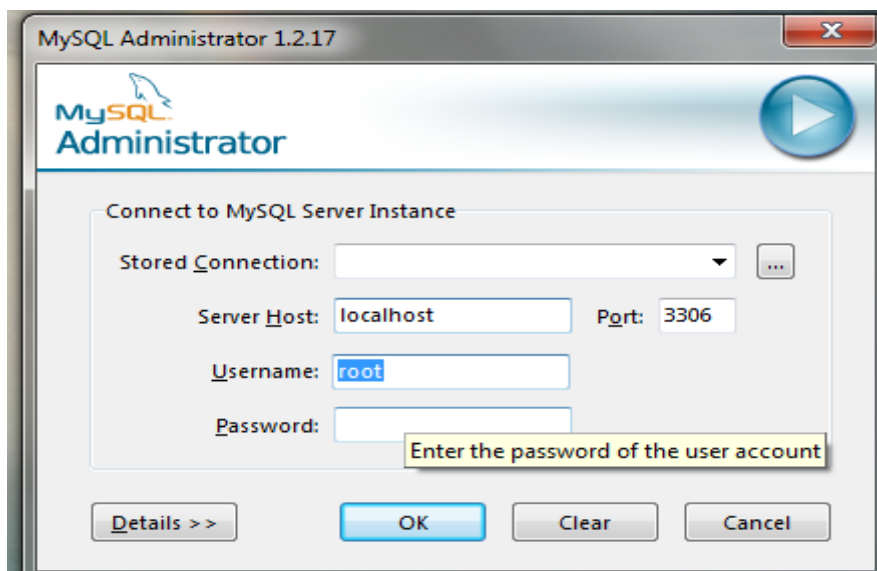 MySQL Administrator 1.2.17
MySQL
Administrator
Connect to MySQL Server Instance
Stored Connection:
...
Server Host: localhost Port: 3306
Username: root
Password:
Enter the password of the user account
Details >> OK Clear Cancel